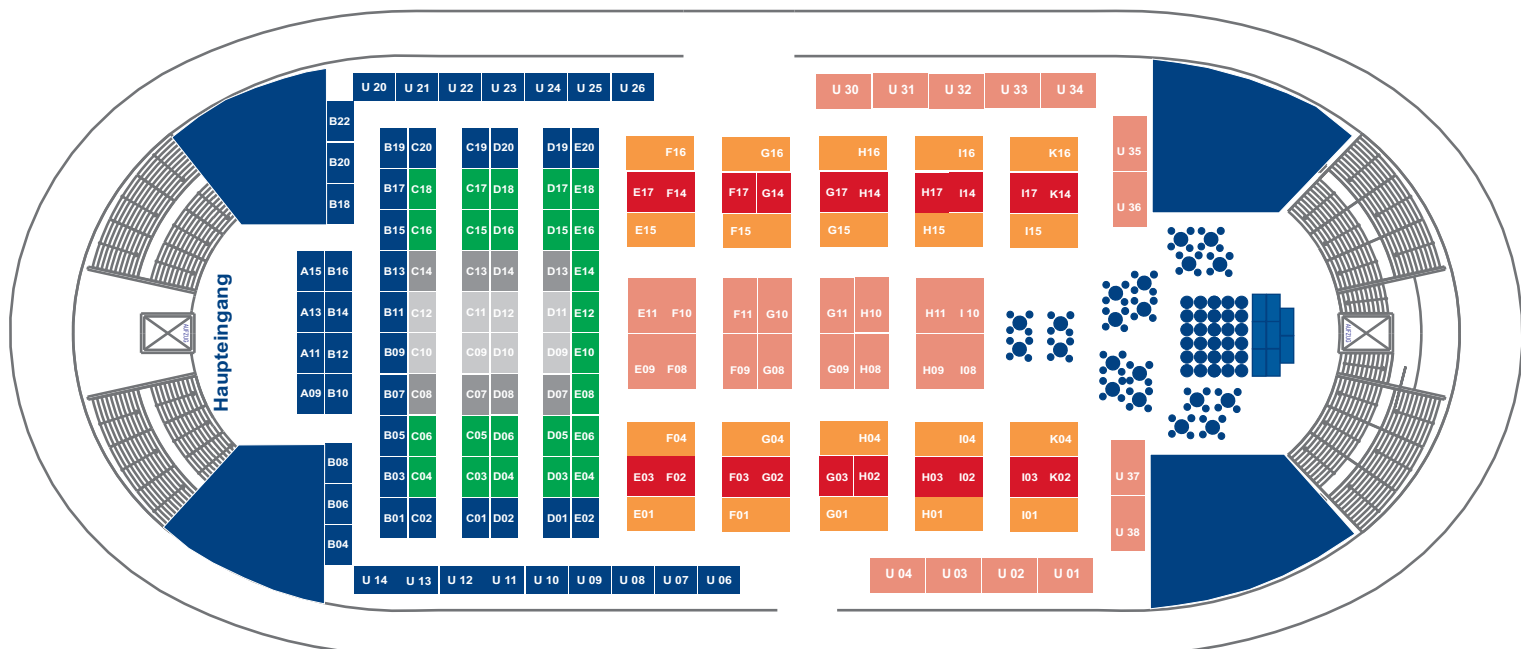 U 20 U 21 U 22 U 23 U 24 U 25 U 26
U 30 U 31 U 32 U 33 U 34
B22
B20
B18
U 35
U 36
B19 C20 C19 D20 D19 E20
B17 C18 C17 D18 D17 E18
B15 C16 C15 D16 D15 E16
B13 C14 C13 D14 D13 E14
B11 C12 C11 D12 D11 E12
B09 C10 C09 D10 D09 E10
B07 C08 C07 D08 D07 E08
B05 C06 C05 D06 D05 E06
B03 C04 C03 D04 D03 E04
B01 C02 C01 D02 D01 E02
F16 G16 H16 I16 K16
E17 F14 F17 G14 G17 H14 H17 I14 I17 K14
E15 F15 G15 H15 I15
A15 B16
A13 B14
A11 B12
A09 B10
Haupteingang
AUFZUG
E11 F10 F11 G10 G11 H10 H11 I 10
E09 F08 F09 G08 G09 H08 H09 I08
AUFZUG
F04 G04 H04 I04 K04
E03 F02 F03 G02 G03 H02 H03 I02 I03 K02
E01 F01 G01 H01 I01
B08
B06
B04
U 37
U 38
U 14 U 13 U 12 U 11 U 10 U 09 U 08 U 07 U 06
U 04 U 03 U 02 U 01